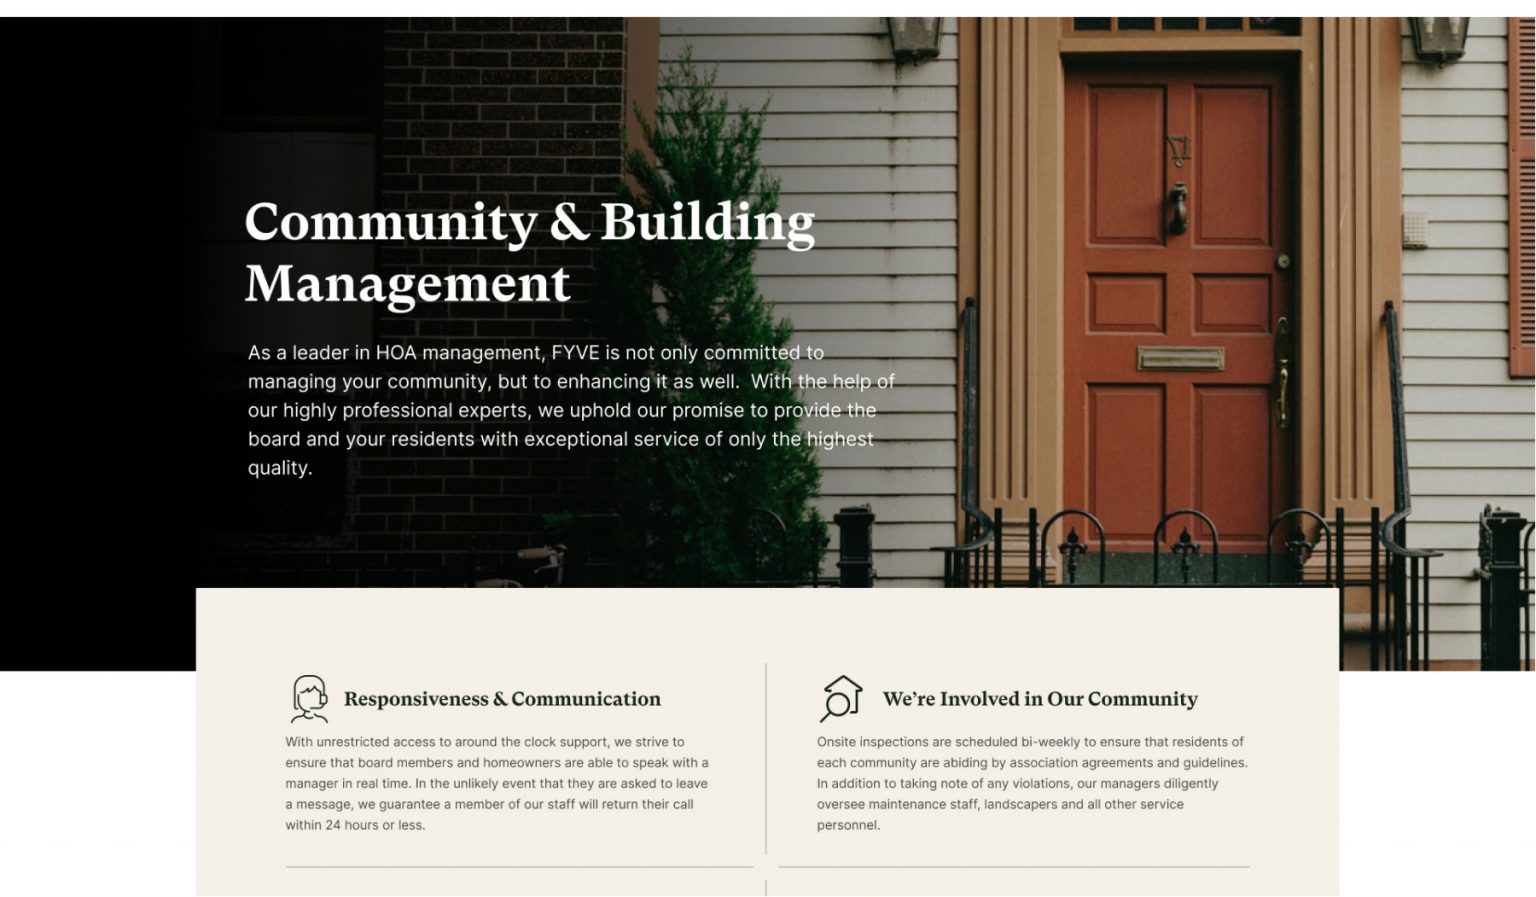 Community & Building
Management
As a leader in HOA management, FYVE is not only committed to
managing your community, but to enhancing it as well.  With the help of
our highly professional experts, we uphold our promise to provide the
board and your residents with exceptional service of only the highest
quality.
Responsiveness & Communication
With unrestricted access to around the clock support, we strive to
ensure that board members and homeowners are able to speak with a
manager in real time. In the unlikely event that they are asked to leave
a message, we guarantee a member of our staff will return their call
within 24 hours or less.
We’re Involved in Our Community
Onsite inspections are scheduled bi-weekly to ensure that residents of
each community are abiding by association agreements and guidelines.
In addition to taking note of any violations, our managers diligently
oversee maintenance staff, landscapers and all other service
personnel.